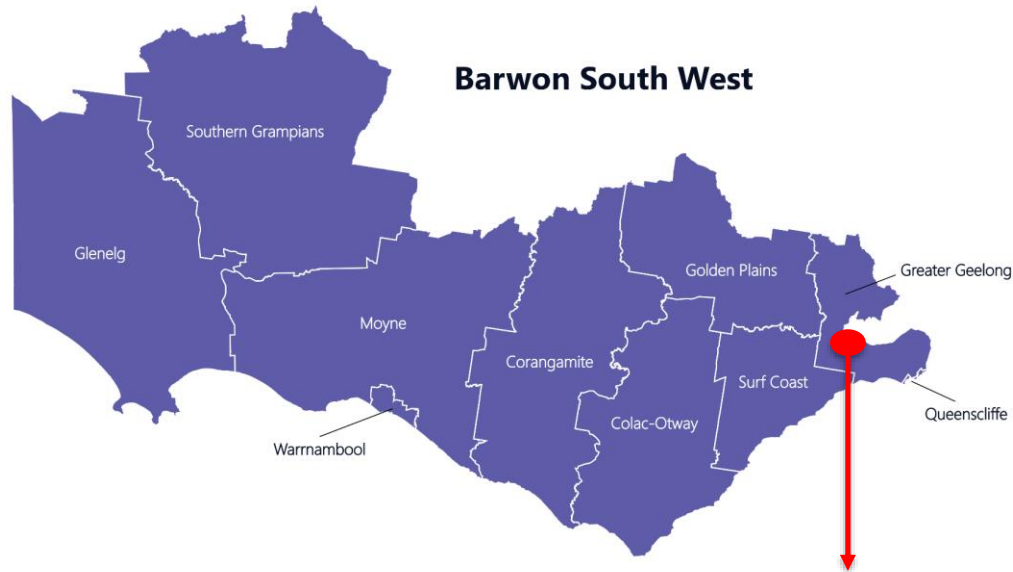 Barwon South West
Southern Grampians
Glenelg
Golden Plains
Greater Geelong
Moyne
Corangamite
Surf Coast
Queenscliffe
Colac-Otway
Warrnambool